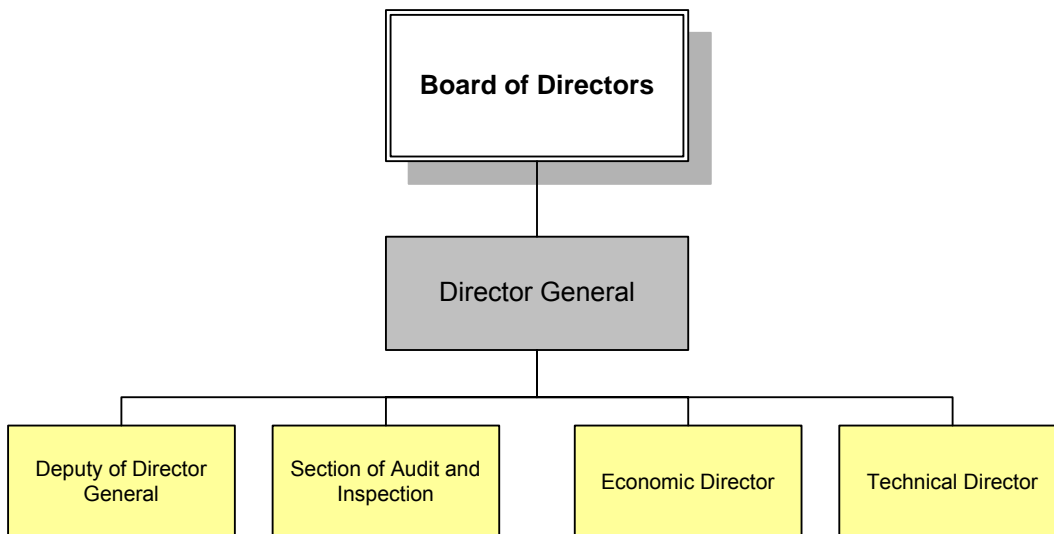 Board of Directors
Director General
Deputy of Director
General
Section of Audit and
Inspection
Economic Director
Technical Director